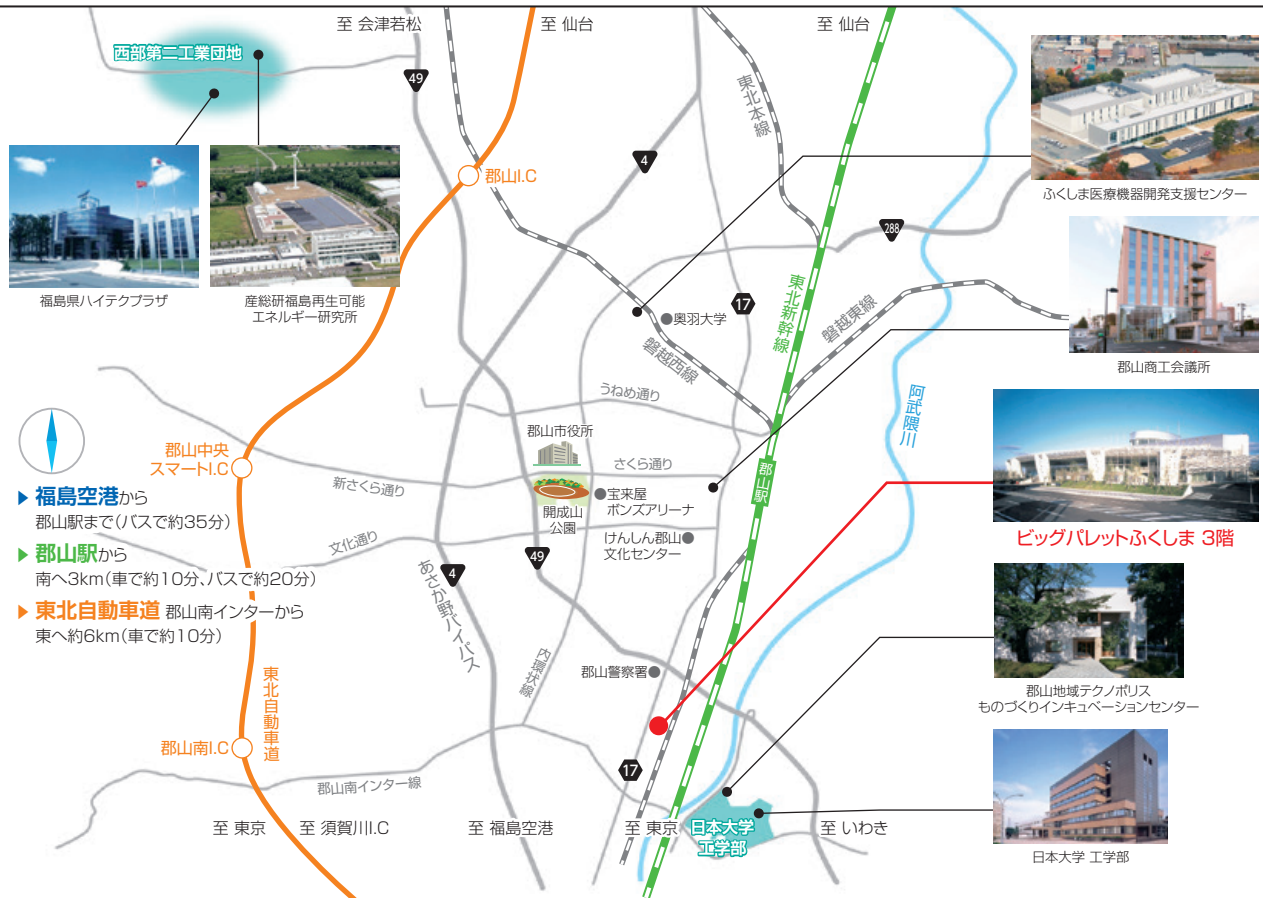 至 会津若松
至 仙台
至 仙台
西部第二工業団地
49
4
東北本線
288
17
郡山I.C
福島県ハイテクプラザ
産総研福島再生可能
エネルギー研究所
ふくしま医療機器開発支援センター
郡山商工会議所
奥羽大学
磐越西線
東北新幹線
磐越東線
阿武隈川
うねめ通り
郡山市役所
さくら通り
郡山駅
郡山中央
スマートI.C
新さくら通り
開成山
公園
宝来屋
ボンズアリーナ
けんしん郡山
文化センター
文化通り
49
4
あさか野バイパス
▶ 福島空港から
郡山駅まで(バスで約35分)
▶ 郡山駅から
南へ3km(車で約10分、バスで約20分)
▶ 東北自動車道 郡山南インターから
東へ約6km(車で約10分)
ビッグパレットふくしま 3階
東北自動車道
内環状線
郡山警察署
郡山南I.C
郡山南インター線
17
郡山地域テクノポリス
ものづくりインキュベーションセンター
至 東京
至 須賀川I.C
至 福島空港
至 東京
日本大学
工学部
至 いわき
日本大学 工学部